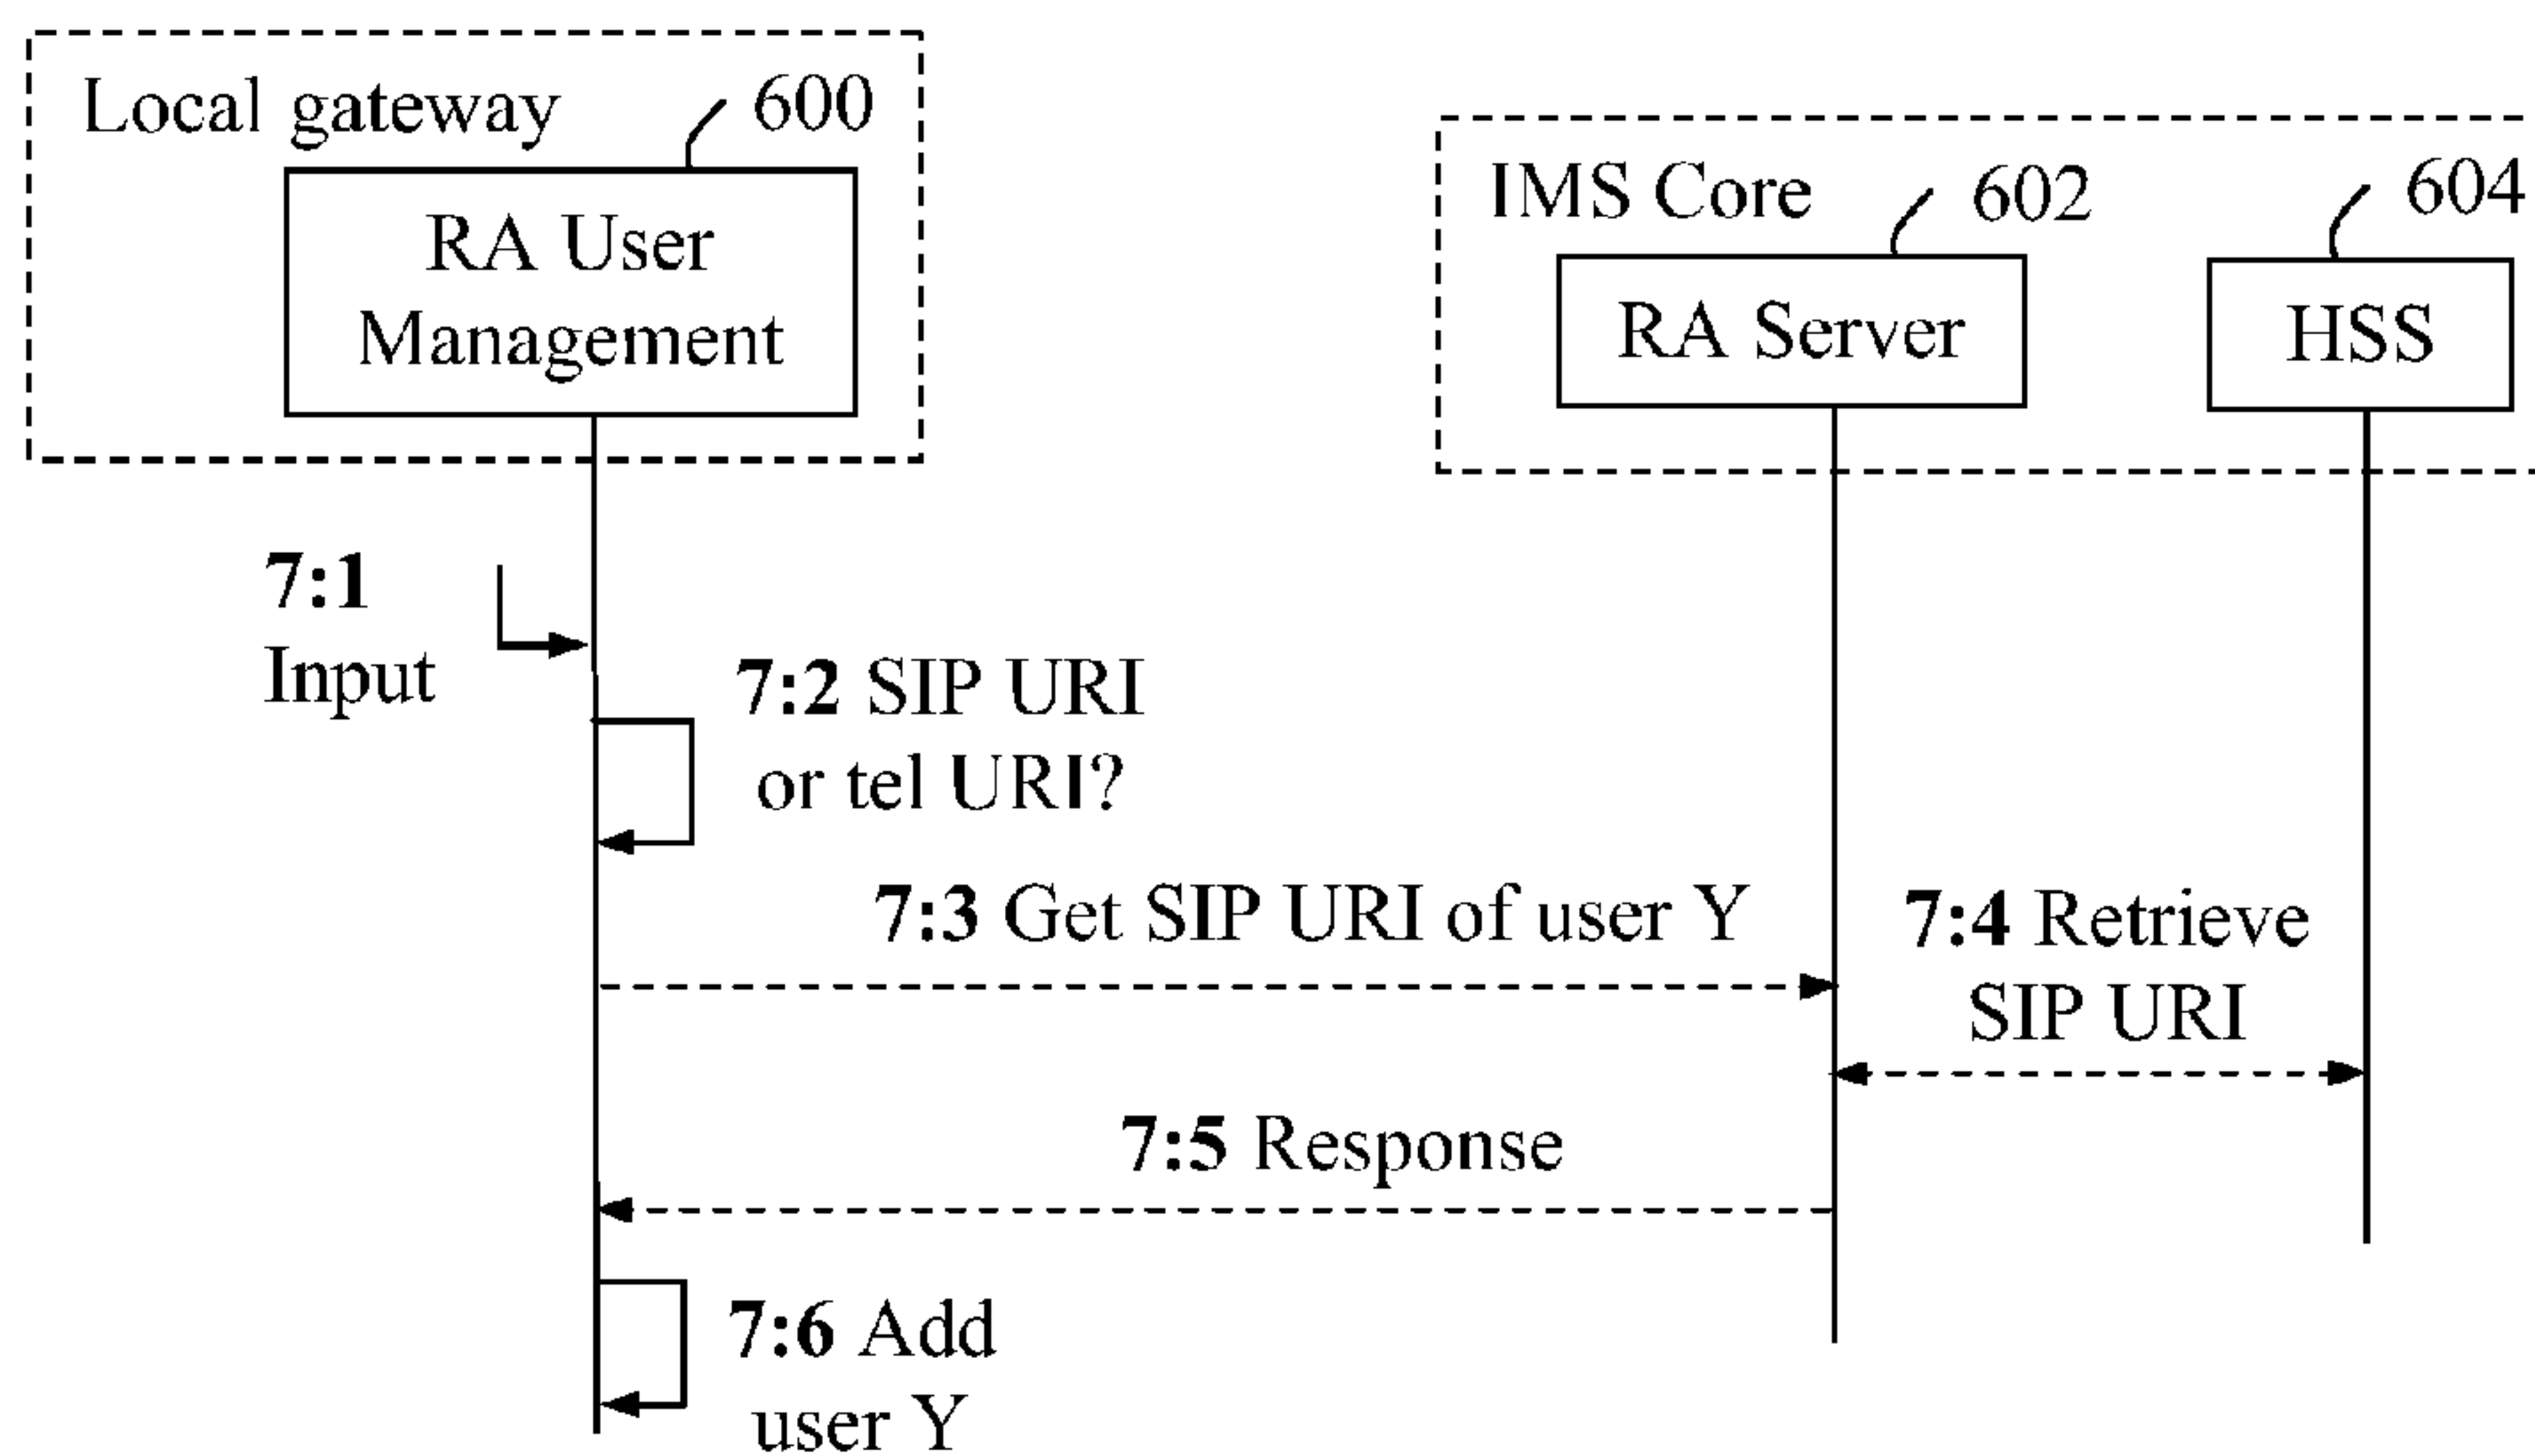 Local gateway
600
RA User
Management
IMS Core
602
604
RA Server
HSS
7:1
Input
7:2 SIP URI
or tel URI?
7:3 Get SIP URI of user Y
7:4 Retrieve
SIP URI
7:5 Response
7:6 Add
user Y